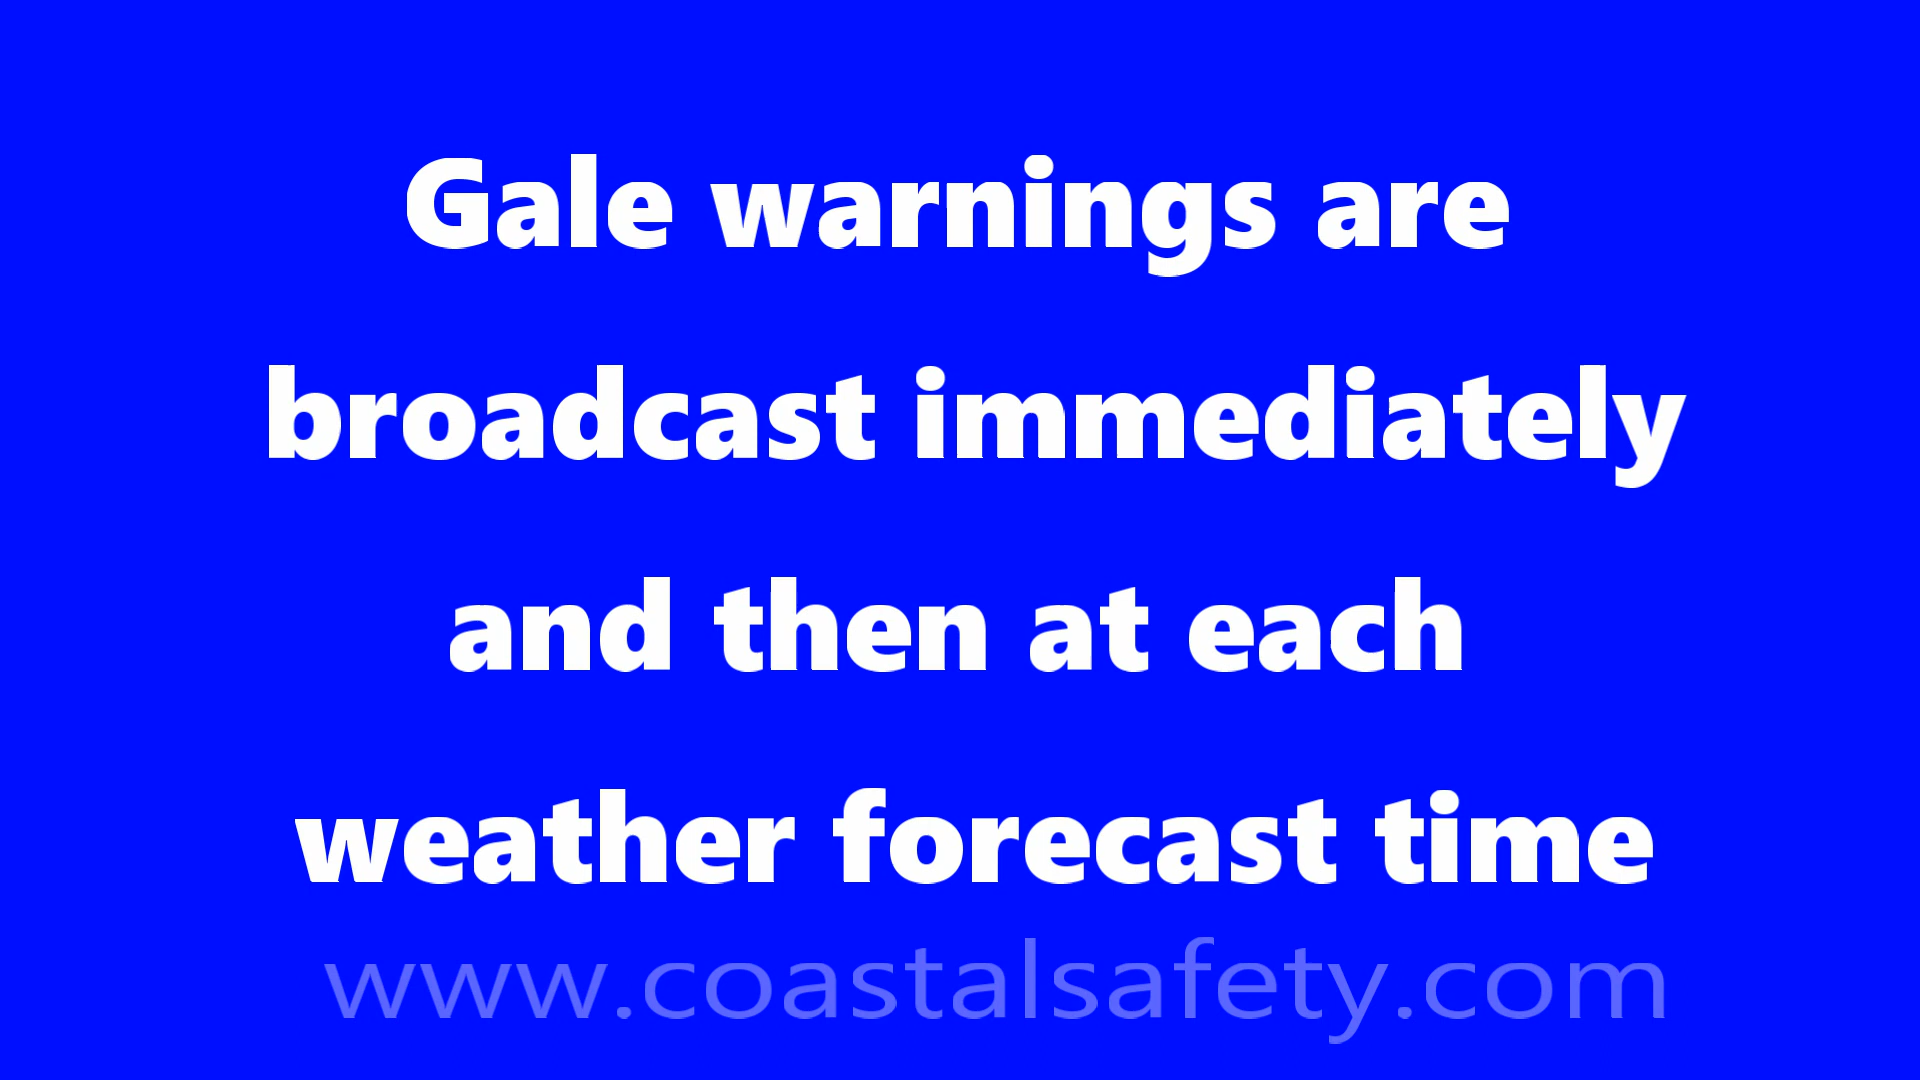 Gale warnings are
broadcast immediately
and then at each
weather forecast time
www.coastalsafety.com